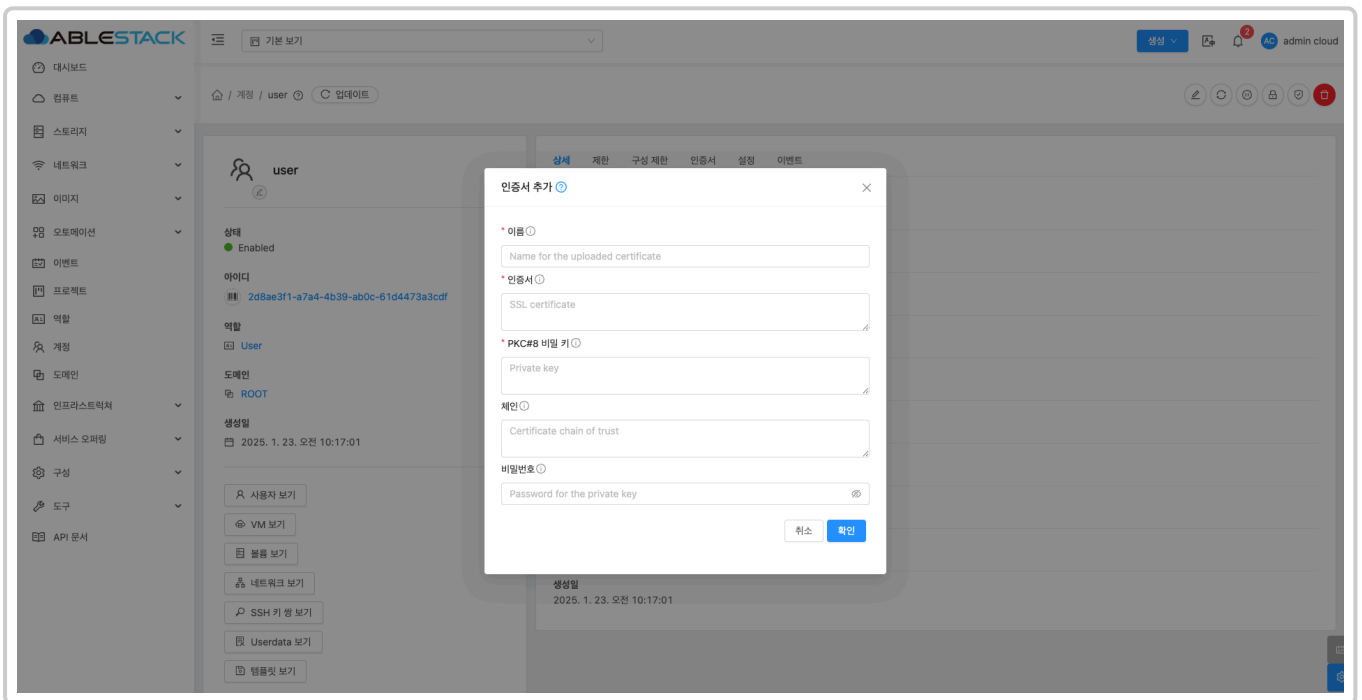 ABLESTACK
기본 보기
생성
2
AC
admin cloud
대시보드
컴퓨트
스토리지
네트워크
이미지
오토메이션
이벤트
프로젝트
역할
계정
도메인
인프라스트럭쳐
서비스 오퍼링
구성
도구
API 문서
/ 계정 / user
업데이트
user
상태
Enabled
아이디
2d8ae3f1-a7a4-4b39-ab0c-61d4473a3cdf
역할
User
도메인
ROOT
생성일
2025. 1. 23. 오전 10:17:01
사용자 보기
VM 보기
볼륨 보기
네트워크 보기
SSH 키 쌍 보기
Userdata 보기
템플릿 보기
상세 제한 구성 제한 인증서 설정 이벤트
인증서 추가
* 이름
Name for the uploaded certificate
* 인증서
SSL certificate
* PKC#8 비밀 키
Private key
체인
Certificate chain of trust
비밀번호
Password for the private key
취소 확인
생성일
2025. 1. 23. 오전 10:17:01